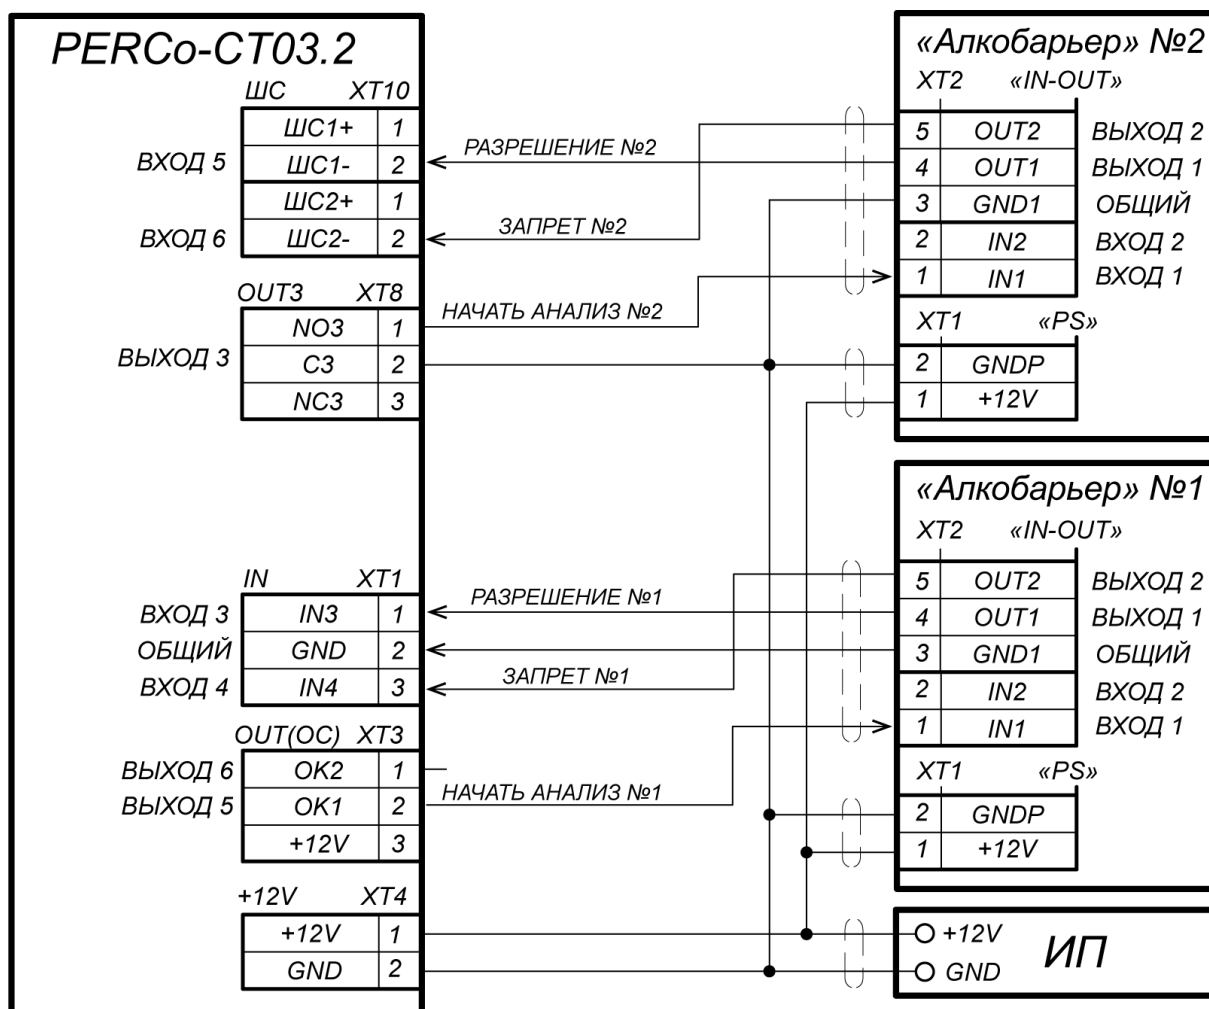 PERCo-CT03.2
ШС XT10
ШС1+ 1
ВХОД 5 ШС1- 2
ШС2+ 1
ВХОД 6 ШС2- 2
OUT3 XT8
NO3 1
ВЫХОД 3 C3 2
NC3 3
IN XT1
ВХОД 3 IN3 1
ОБЩИЙ GND 2
ВХОД 4 IN4 3
OUT(OC) XT3
ВЫХОД 6 OK2 1
ВЫХОД 5 OK1 2
+12V 3
+12V XT4
+12V 1
GND 2
РАЗРЕШЕНИЕ №2
ЗАПРЕТ №2
НАЧАТЬ АНАЛИЗ №2
РАЗРЕШЕНИЕ №1
ЗАПРЕТ №1
НАЧАТЬ АНАЛИЗ №1
«Алкобарьер» №2
XT2 «IN-OUT»
5 OUT2 ВЫХОД 2
4 OUT1 ВЫХОД 1
3 GND1 ОБЩИЙ
2 IN2 ВХОД 2
1 IN1 ВХОД 1
XT1 «PS»
2 GNDP
1 +12V
«Алкобарьер» №1
XT2 «IN-OUT»
5 OUT2 ВЫХОД 2
4 OUT1 ВЫХОД 1
3 GND1 ОБЩИЙ
2 IN2 ВХОД 2
1 IN1 ВХОД 1
XT1 «PS»
2 GNDP
1 +12V
+12V
ИП
GND